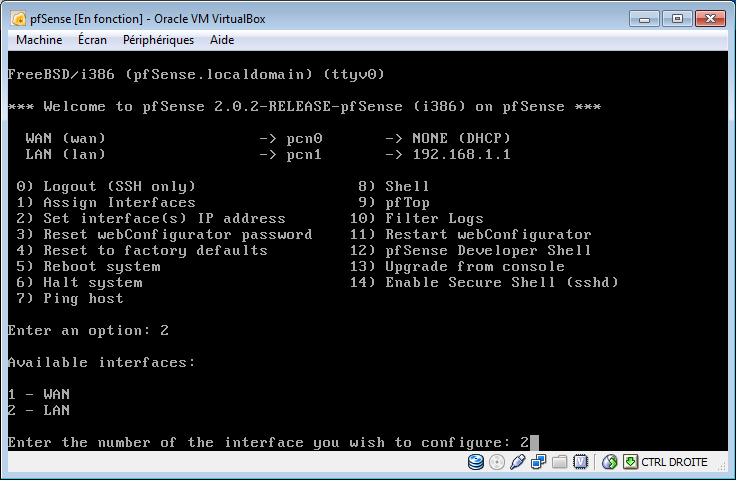 pfSense [En fonction] - Oracle VM VirtualBox
Machine Écran Périphériques Aide
FreeBSD/i386 (pfSense.localdomain) (ttyv0)
*** Welcome to pfSense 2.0.2-RELEASE-pfSense (i386) on pfSense ***
WAN (wan) -> pcn0 -> NONE (DHCP)
LAN (lan) -> pcn1 -> 192.168.1.1
0) Logout (SSH only) 8) Shell
1) Assign Interfaces 9) pfTop
2) Set interface(s) IP address 10) Filter Logs
3) Reset webConfigurator password 11) Restart webConfigurator
4) Reset to factory defaults 12) pfSense Developer Shell
5) Reboot system 13) Upgrade from console
6) Halt system 14) Enable Secure Shell (sshd)
7) Ping host
Enter an option: 2
Available interfaces:
1 - WAN
2 - LAN
Enter the number of the interface you wish to configure: 2
CTRL DROITE